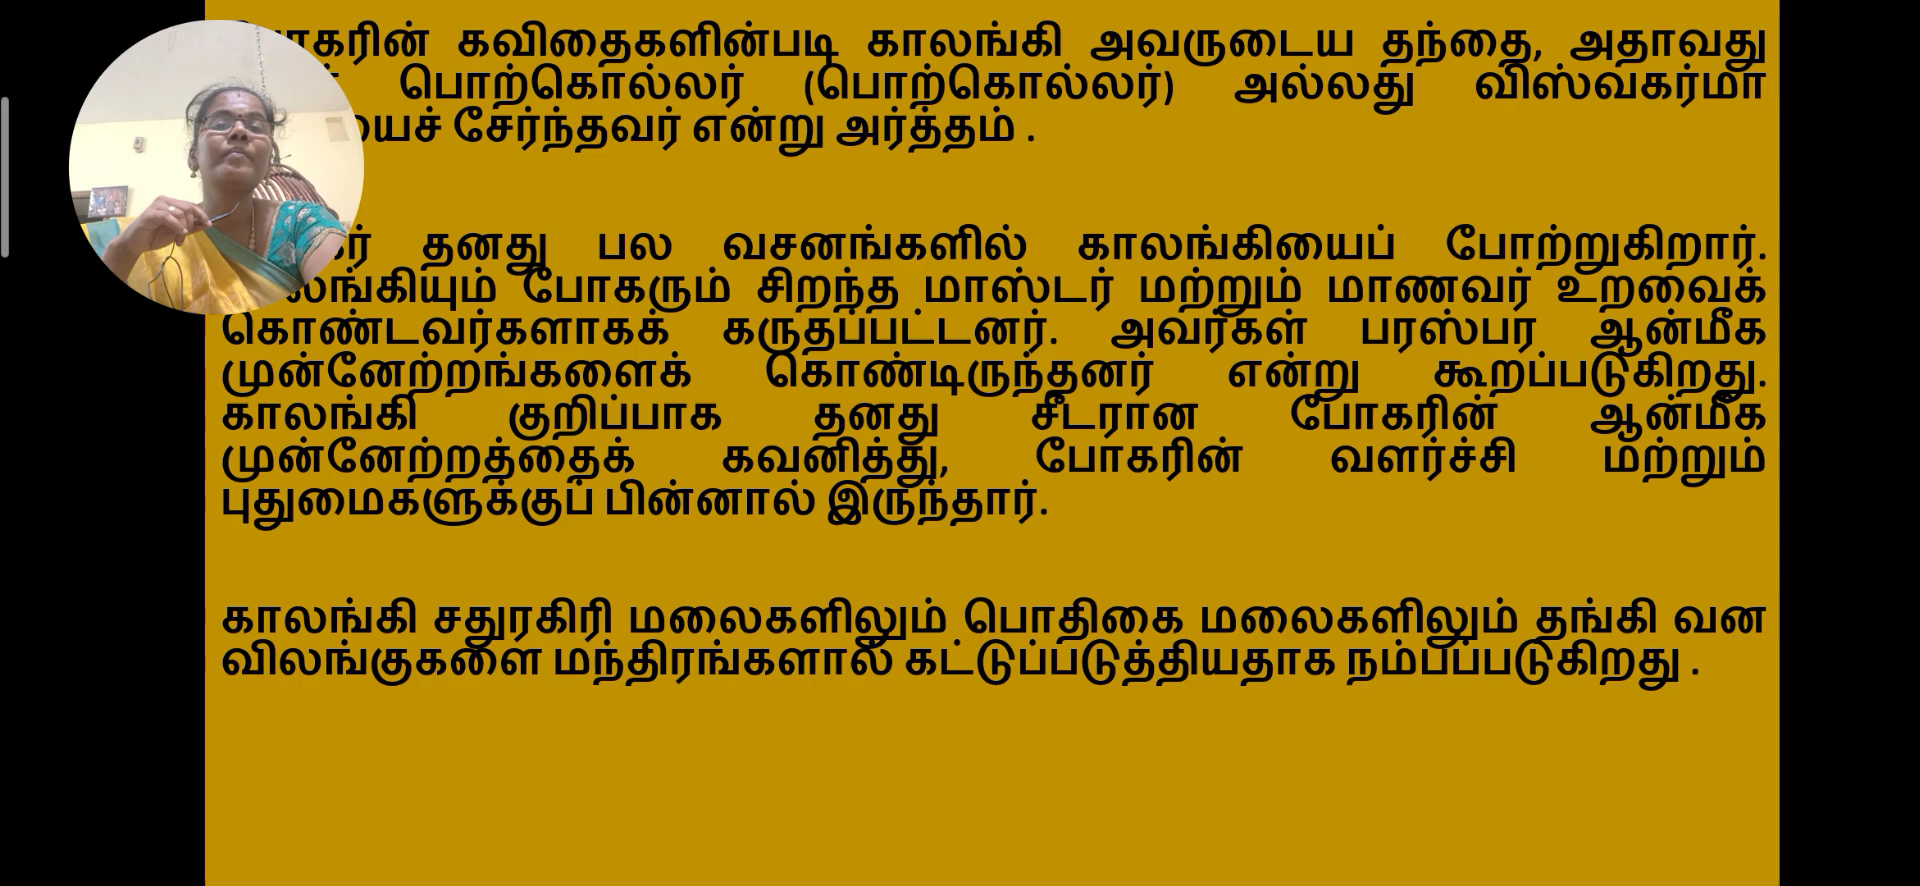 கவிதைகளின்படி காலங்கி அவருடைய தந்தை, அதாவது
பொற்கொல்லர் (பொற்கொல்லர்) அல்லது விஸ்வகர்மா
சேர்ந்தவர் என்று அர்த்தம் .
தனது பல வசனங்களில் காலங்கியைப் போற்றுகிறார்.
போகரும் சிறந்த மாஸ்டர் மற்றும் மாணவர் உறவைக்
கொண்டவர்களாகக் கருதப்பட்டனர். அவர்கள் பரஸ்பர ஆன்மீக
முன்னேற்றங்களைக் கொண்டிருந்தனர் என்று கூறப்படுகிறது.
காலங்கி குறிப்பாக தனது சீடரான போகரின் ஆன்மீக
முன்னேற்றத்தைக் கவனித்து, போகரின் வளர்ச்சி மற்றும்
புதுமைகளுக்குப் பின்னால் இருந்தார்.
காலங்கி சதுரகிரி மலைகளிலும் பொதிகை மலைகளிலும் தங்கி வன
விலங்குகளை மந்திரங்களால் கட்டுப்படுத்தியதாக நம்பப்படுகிறது .